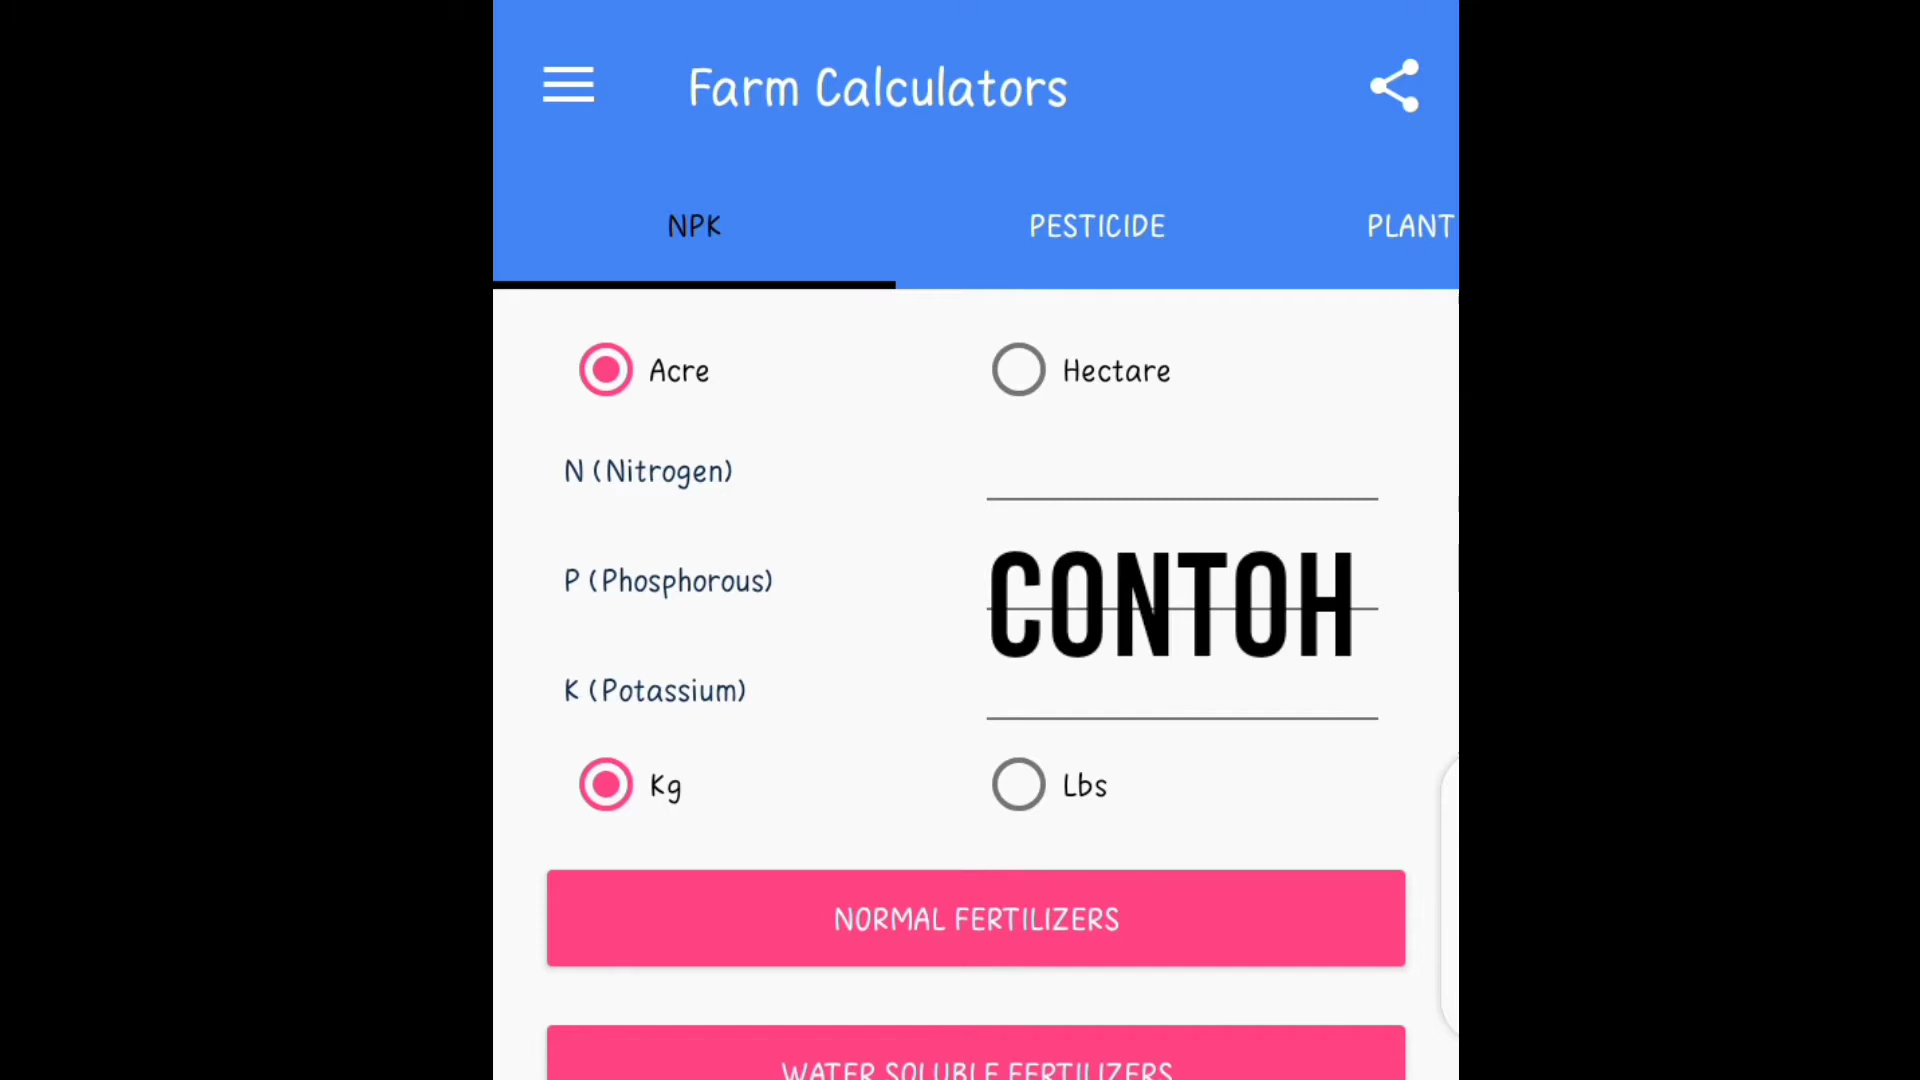 Farm Calculators
NPK PESTICIDE PLANT
Acre Hectare
N (Nitrogen)
P (Phosphorous)
CONTOH
K (Potassium)
Kg Lbs
NORMAL FERTILIZERS
WATER SOLUBLE FERTILIZERS